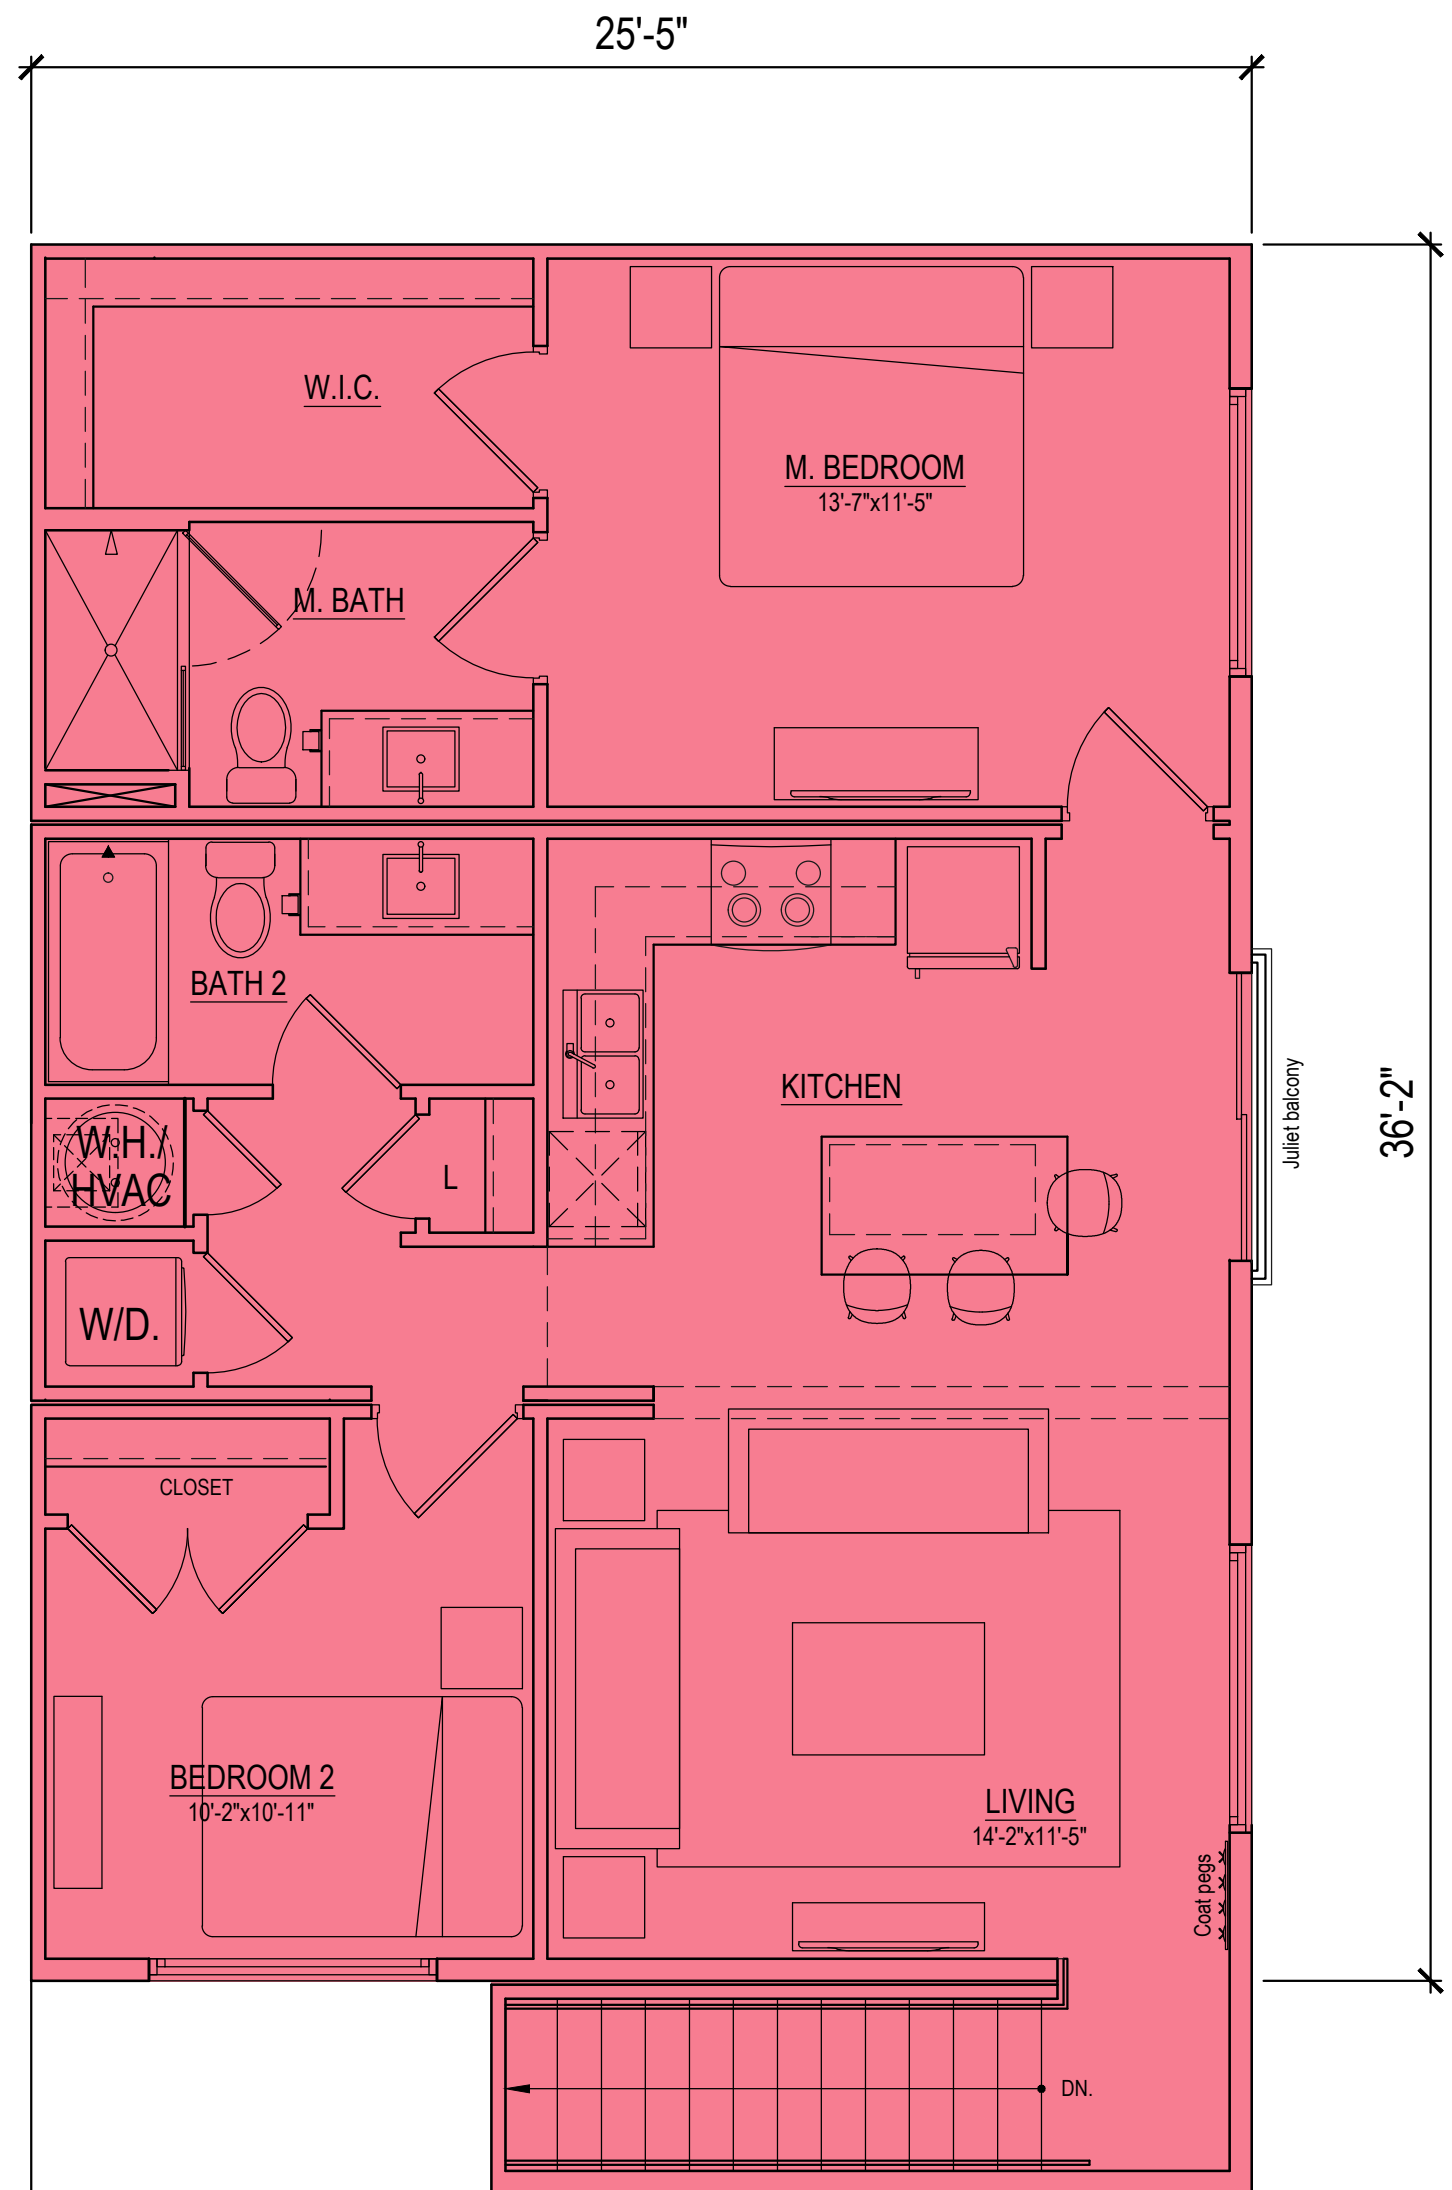 25'-5"
W.I.C.
M. BEDROOM
13'-7"x11'-5"
M. BATH
BATH 2
KITCHEN
Juliet balcony
36'-2"
W.H./
HVAC
L
W/D.
CLOSET
BEDROOM 2
10'-2"x10'-11"
LIVING
14'-2"x11'-5"
Coat pegs
DN.